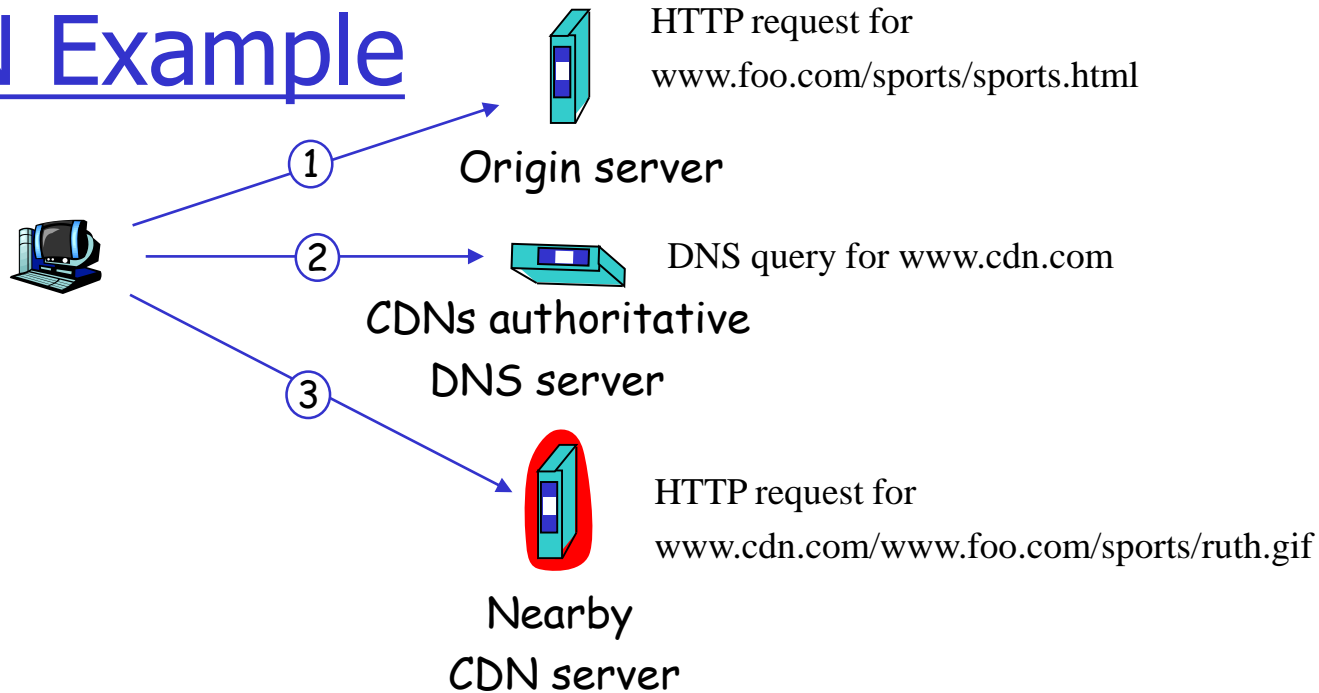 N Example
HTTP request for
www.foo.com/sports/sports.html
1
Origin server
2
DNS query for www.cdn.com
CDNs authoritative
DNS server
3
HTTP request for
www.cdn.com/www.foo.com/sports/ruth.gif
Nearby
CDN server